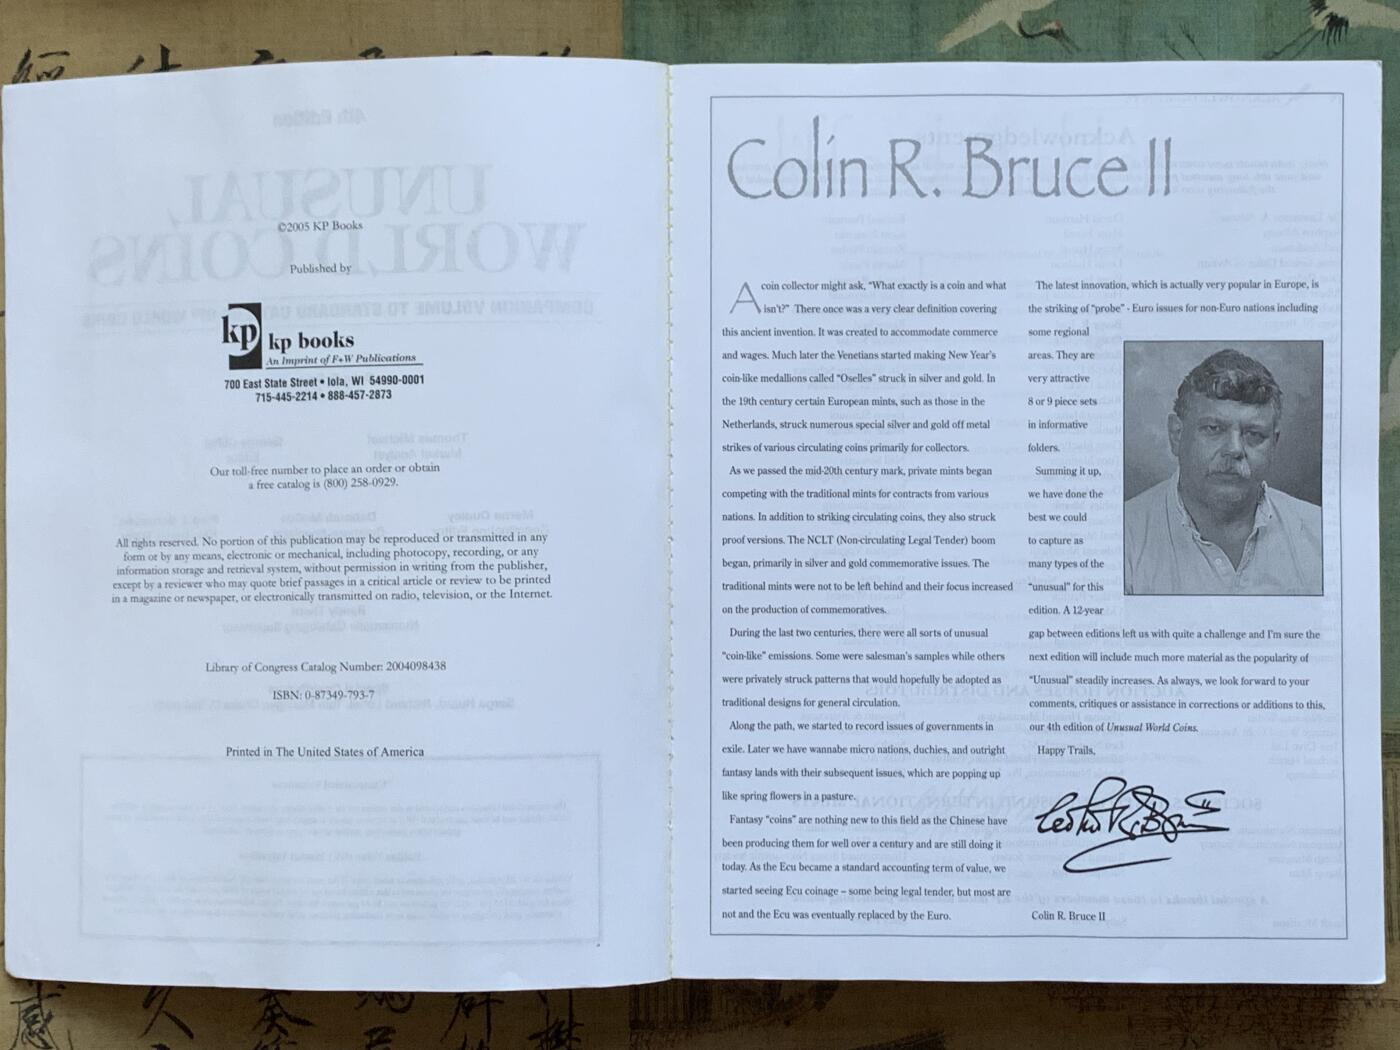 ©2005 KP Books
Published by
kp
kp books
An Imprint of F+W Publications
700 East State Street • Iola, WI 54990-0001
715-445-2214 • 888-457-2873
Our toll-free number to place an order or obtain
a free catalog is (800) 258-0929.
All rights reserved. No portion of this publication may be reproduced or transmitted in any
form or by any means, electronic or mechanical, including photocopy, recording, or any
information storage and retrieval system, without permission in writing from the publisher,
except by a reviewer who may quote brief passages in a critical article or review to be printed
in a magazine or newspaper, or electronically transmitted on radio, television, or the Internet.
Library of Congress Catalog Number: 2004098438
ISBN: 0-87349-793-7
Printed in The United States of America
Colin R. Bruce II
A coin collector might ask, “What exactly is a coin and what
isn't?” There once was a very clear definition covering
this ancient invention. It was created to accommodate commerce
and wages. Much later the Venetians started making New Year's
coin-like medallions called “Oselles” struck in silver and gold. In
the 19th century certain European mints, such as those in the
Netherlands, struck numerous special silver and gold off metal
strikes of various circulating coins primarily for collectors.
As we passed the mid-20th century mark, private mints began
competing with the traditional mints for contracts from various
nations. In addition to striking circulating coins, they also struck
proof versions. The NCLT (Non-circulating Legal Tender) boom
began, primarily in silver and gold commemorative issues. The
traditional mints were not to be left behind and their focus increased
on the production of commemoratives.
During the last two centuries, there were all sorts of unusual
“coin-like” emissions. Some were salesman's samples while others
were privately struck patterns that would hopefully be adopted as
traditional designs for general circulation.
Along the path, we started to record issues of governments in
exile. Later we have wannabe micro nations, duchies, and outright
fantasy lands with their subsequent issues, which are popping up
like spring flowers in a pasture.
Fantasy “coins” are nothing new to this field as the Chinese have
been producing them for well over a century and are still doing it
today. As the Ecu became a standard accounting term of value, we
started seeing Ecu coinage – some being legal tender, but most are
not and the Ecu was eventually replaced by the Euro.
The latest innovation, which is actually very popular in Europe, is
the striking of “probe” - Euro issues for non-Euro nations including
some regional
areas. They are
very attractive
8 or 9 piece sets
in informative
folders.
Summing it up,
we have done the
best we could
to capture as
many types of the
“unusual” for this
edition. A 12-year
gap between editions left us with quite a challenge and I'm sure the
next edition will include much more material as the popularity of
“Unusual” steadily increases. As always, we look forward to your
comments, critiques or assistance in corrections or additions to this,
our 4th edition of Unusual World Coins.
Happy Trails,
Colin R. Bruce II